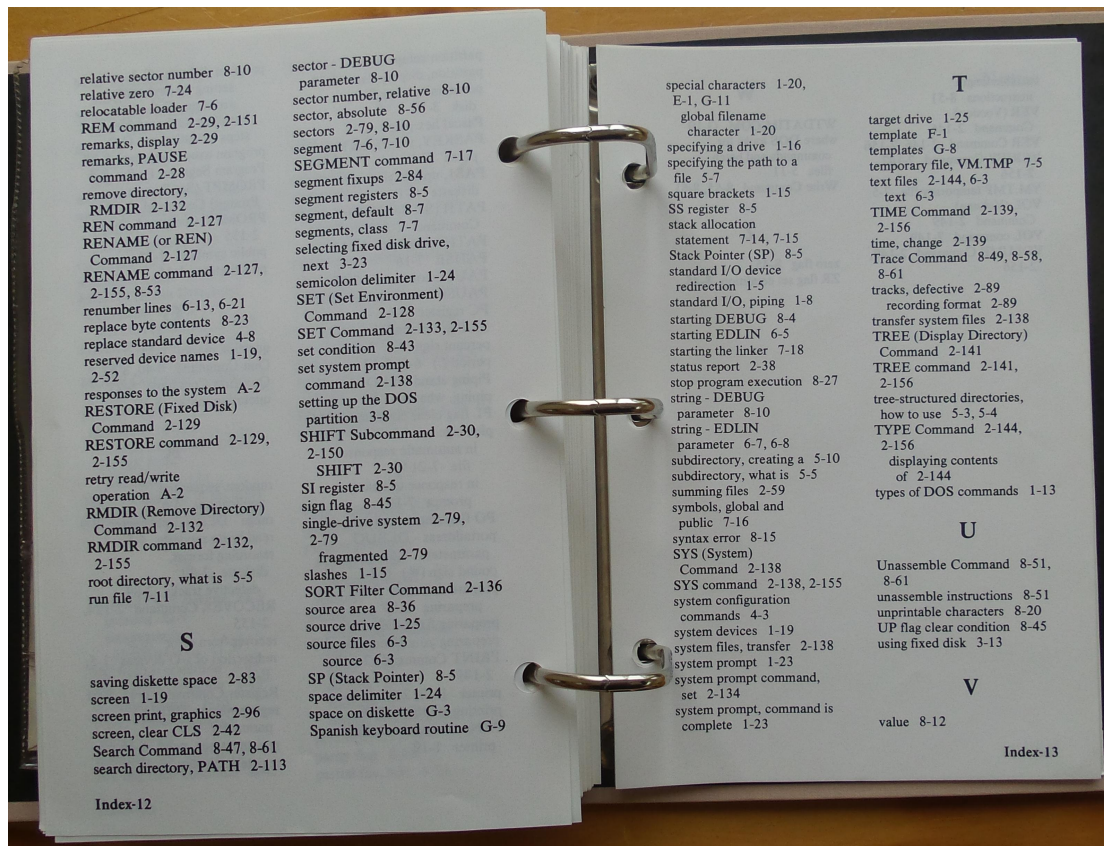 relative sector number 8-10
relative zero 7-24
relocatable loader 7-6
REM command 2-29, 2-151
remarks, display 2-29
remarks, PAUSE
command 2-28
remove directory,
RMDIR 2-132
REN command 2-127
RENAME (or REN)
Command 2-127
RENAME command 2-127,
2-155, 8-53
renumber lines 6-13, 6-21
replace byte contents 8-23
replace standard device 4-8
reserved device names 1-19,
2-52
responses to the system A-2
RESTORE (Fixed Disk)
Command 2-129
RESTORE command 2-129,
2-155
retry read/write
operation A-2
RMDIR (Remove Directory)
Command 2-132
RMDIR command 2-132,
2-155
root directory, what is 5-5
run file 7-11
S
saving diskette space 2-83
screen 1-19
screen print, graphics 2-96
screen, clear CLS 2-42
Search Command 8-47, 8-61
search directory, PATH 2-113
sector - DEBUG
parameter 8-10
sector number, relative 8-10
sector, absolute 8-56
sectors 2-79, 8-10
segment 7-6, 7-10
SEGMENT command 7-17
segment fixups 2-84
segment registers 8-5
segment, default 8-7
segments, class 7-7
selecting fixed disk drive,
next 3-23
semicolon delimiter 1-24
SET (Set Environment)
Command 2-128
SET Command 2-133, 2-155
set condition 8-43
set system prompt
command 2-138
setting up the DOS
partition 3-8
SHIFT Subcommand 2-30,
2-150
SHIFT 2-30
SI register 8-5
sign flag 8-45
single-drive system 2-79,
2-79
fragmented 2-79
slashes 1-15
SORT Filter Command 2-136
source area 8-36
source drive 1-25
source files 6-3
source 6-3
SP (Stack Pointer) 8-5
space delimiter 1-24
space on diskette G-3
Spanish keyboard routine G-9
Index-12
special characters 1-20,
E-1, G-11
global filename
character 1-20
specifying a drive 1-16
specifying the path to a
file 5-7
square brackets 1-15
SS register 8-5
stack allocation
statement 7-14, 7-15
Stack Pointer (SP) 8-5
standard I/O device
redirection 1-5
standard I/O, piping 1-8
starting DEBUG 8-4
starting EDLIN 6-5
starting the linker 7-18
status report 2-38
stop program execution 8-27
string - DEBUG
parameter 8-10
string - EDLIN
parameter 6-7, 6-8
subdirectory, creating a 5-10
subdirectory, what is 5-5
summing files 2-59
symbols, global and
public 7-16
syntax error 8-15
SYS (System)
Command 2-138
SYS command 2-138, 2-155
system configuration
commands 4-3
system devices 1-19
system files, transfer 2-138
system prompt 1-23
system prompt command,
set 2-134
system prompt, command is
complete 1-23
T
target drive 1-25
template F-1
templates G-8
temporary file, VM.TMP 7-5
text files 2-144, 6-3
text 6-3
TIME Command 2-139,
2-156
time, change 2-139
Trace Command 8-49, 8-58,
8-61
tracks, defective 2-89
recording format 2-89
transfer system files 2-138
TREE (Display Directory)
Command 2-141
TREE command 2-141,
2-156
tree-structured directories,
how to use 5-3, 5-4
TYPE Command 2-144,
2-156
displaying contents
of 2-144
types of DOS commands 1-13
U
Unassemble Command 8-51,
8-61
unassemble instructions 8-51
unprintable characters 8-20
UP flag clear condition 8-45
using fixed disk 3-13
V
value 8-12
Index-13